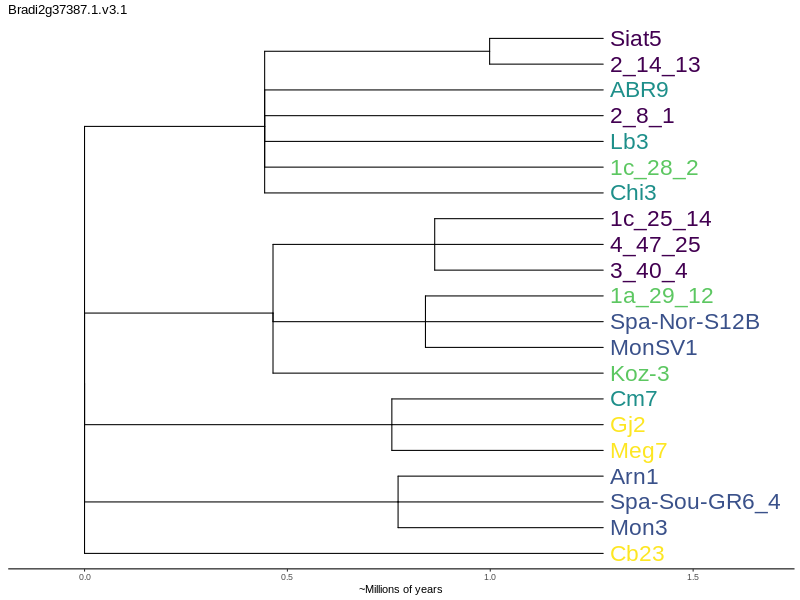 Bradi2g37387.1.v3.1
Siat5
2_14_13
ABR9
2_8_1
Lb3
1c_28_2
Chi3
1c_25_14
4_47_25
3_40_4
1a_29_12
Spa-Nor-S12B
MonSV1
Koz-3
Cm7
Gj2
Meg7
Arn1
Spa-Sou-GR6_4
Mon3
Cb23
0.0 0.5 1.0 1.5
~Millions of years